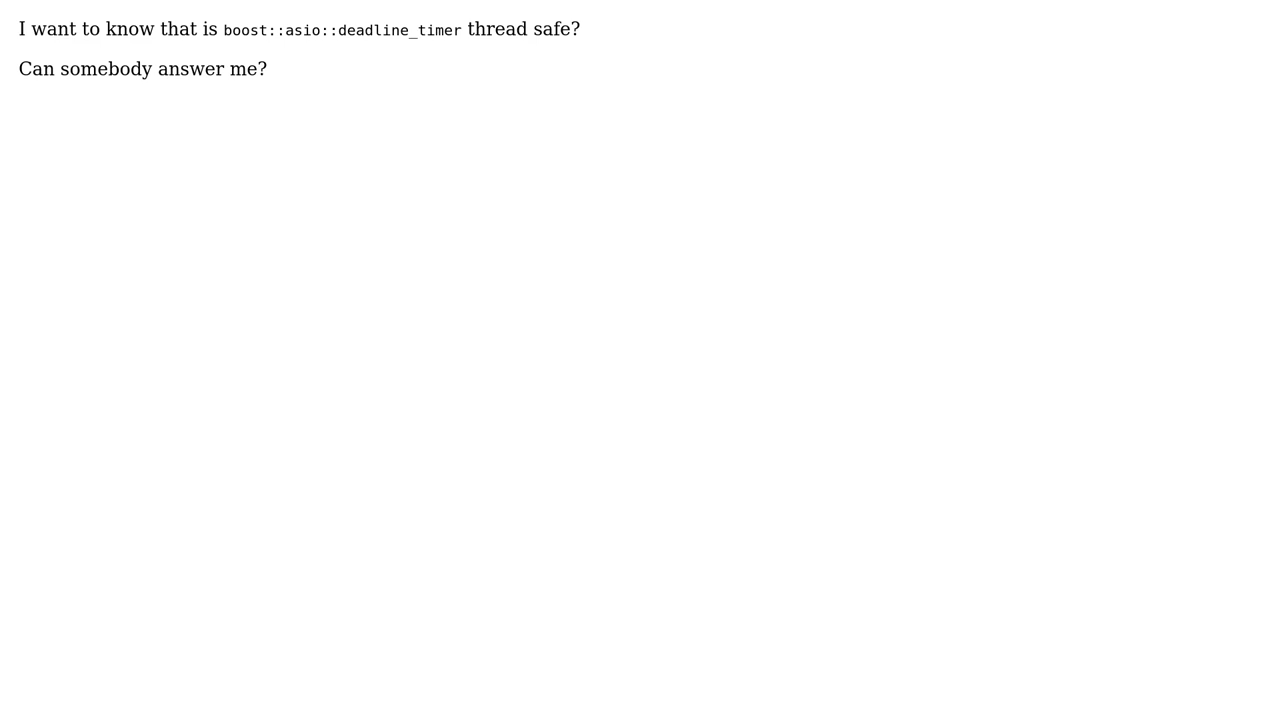 I want to know that is boost::asio::deadline_timer thread safe?
Can somebody answer me?